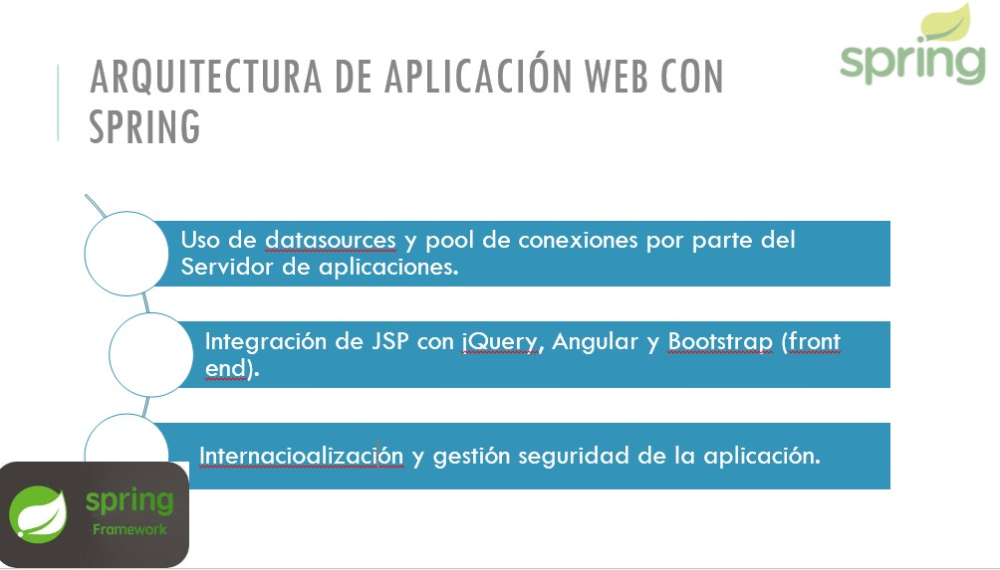 ARQUITECTURA DE APLICACIÓN WEB CON
SPRING
spring
Uso de datasources y pool de conexiones por parte del
Servidor de aplicaciones.
Integración de JSP con jQuery, Angular y Bootstrap (front
end).
Internacioalización y gestión seguridad de la aplicación.
spring
Framework